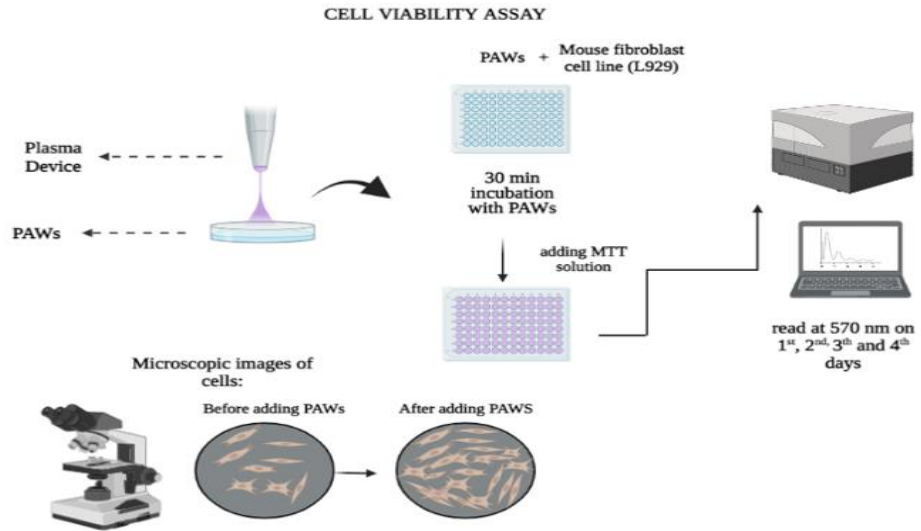 CELL VIABILITY ASSAY
Plasma
Device
PAWs
PAWs + Mouse fibroblast
cell line (L929)
30 min
incubation
with PAWs
adding MTT
solution
read at 570 nm on
1st, 2nd, 3th and 4th
days
Microscopic images of
cells:
Before adding PAWs
After adding PAWS